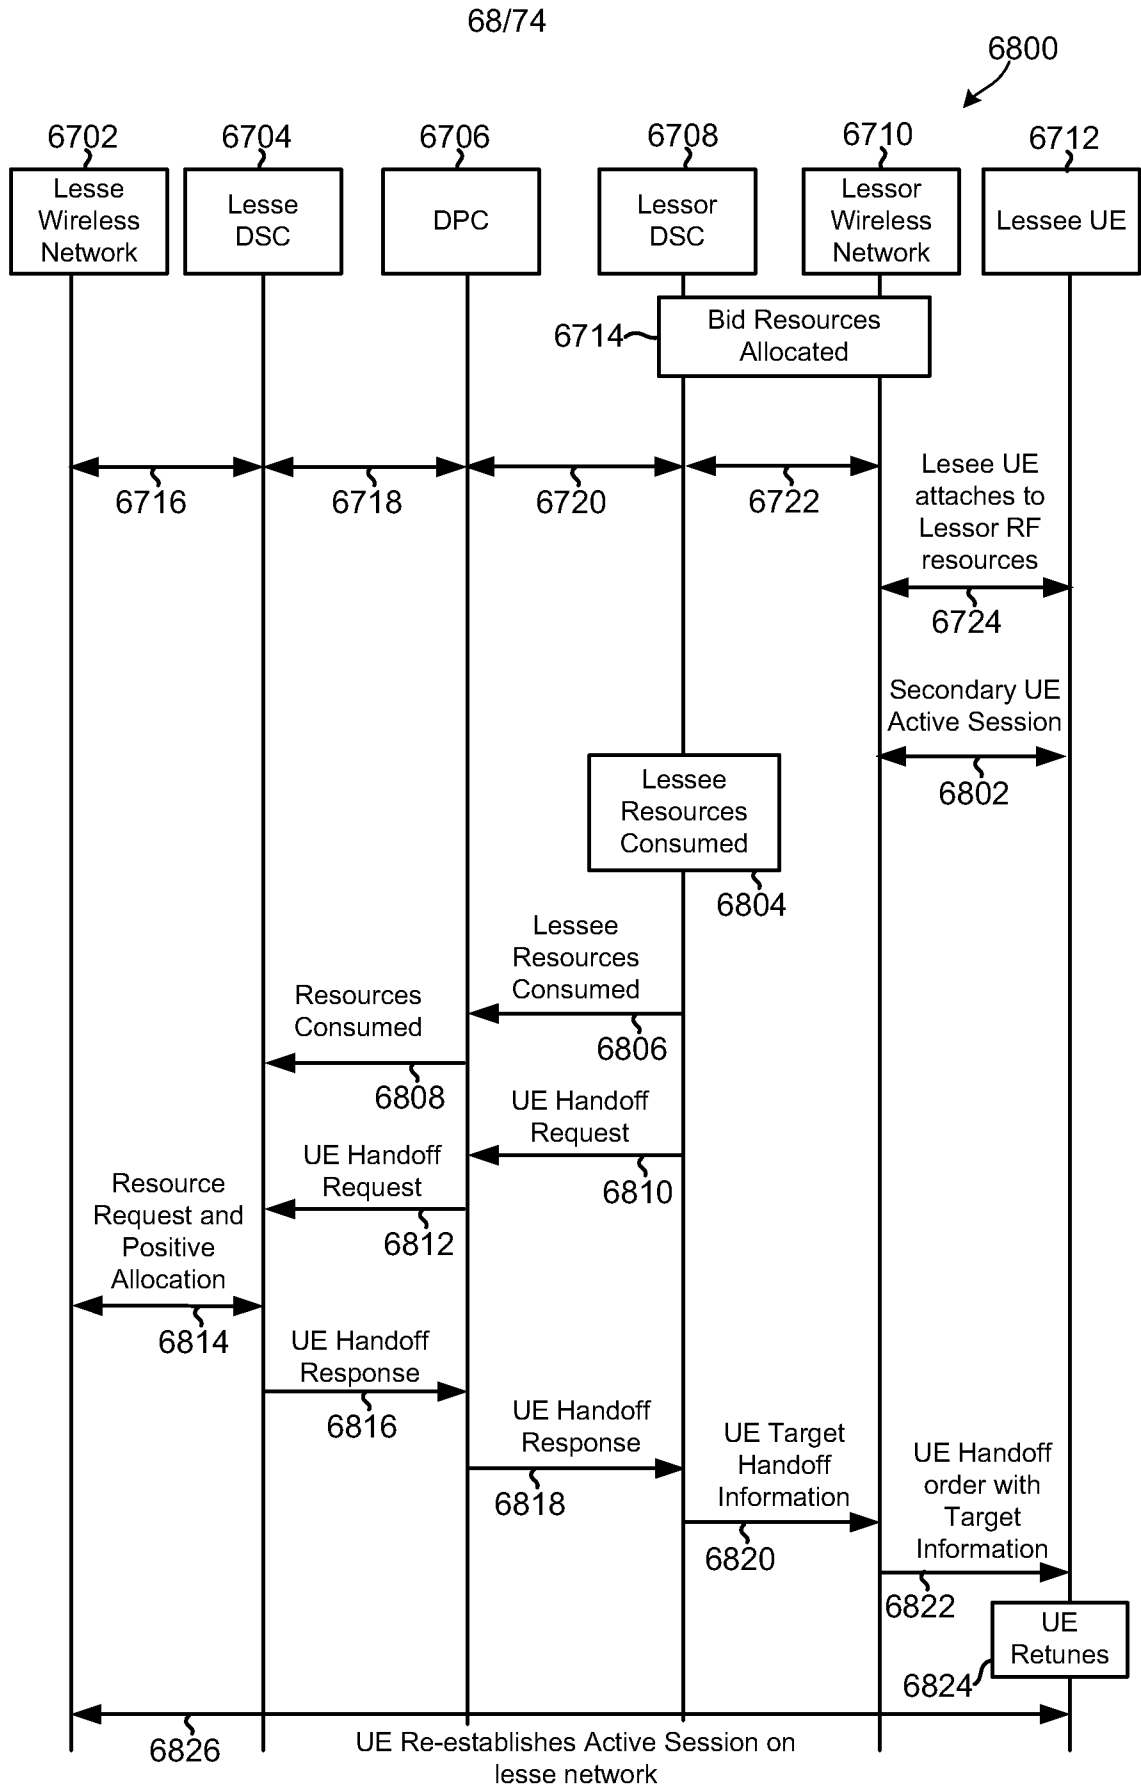 68/74
6800
6702
6704
6706
6708
6710
6712
Lesse
Wireless
Network
Lesse
DSC
DPC
Lessor
DSC
Lessor
Wireless
Network
Lessee UE
6714
Bid Resources
Allocated
6716
6718
6720
6722
Lesee UE
attaches to
Lessor RF
resources
6724
Secondary UE
Active Session
6802
Lessee
Resources
Consumed
6804
Lessee
Resources
Consumed
6806
Resources
Consumed
6808
UE Handoff
Request
6810
UE Handoff
Request
6812
Resource
Request and
Positive
Allocation
6814
UE Handoff
Response
6816
UE Handoff
Response
6818
UE Target
Handoff
Information
6820
UE Handoff
order with
Target
Information
6822
UE
Retunes
6824
6826
UE Re-establishes Active Session on
lesse network